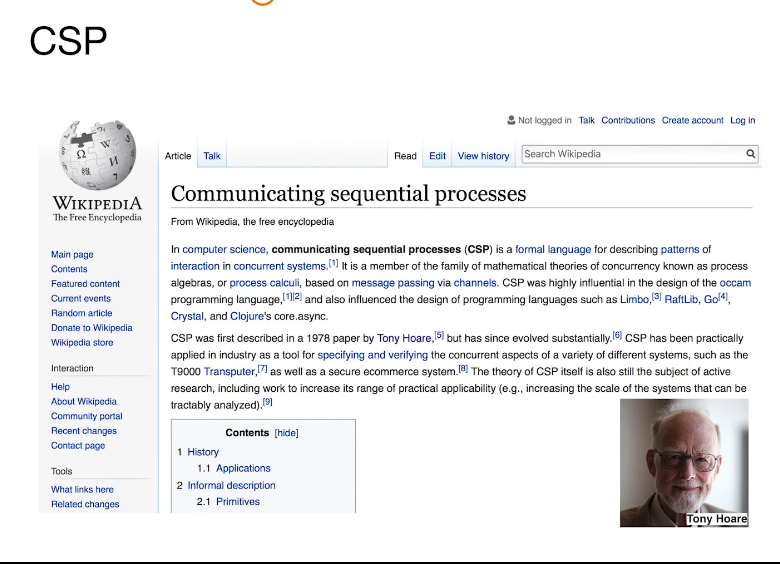 CSP
Not logged in Talk Contributions Create account Log in
Article Talk Read Edit View history Search Wikipedia
WIKIPEDIA
The Free Encyclopedia
Main page
Contents
Featured content
Current events
Random article
Donate to Wikipedia
Wikipedia store
Interaction
Help
About Wikipedia
Community portal
Recent changes
Contact page
Tools
What links here
Related changes
Communicating sequential processes
From Wikipedia, the free encyclopedia
In computer science, communicating sequential processes (CSP) is a formal language for describing patterns of
interaction in concurrent systems.[1] It is a member of the family of mathematical theories of concurrency known as process
algebras, or process calculi, based on message passing via channels. CSP was highly influential in the design of the occam
programming language,[1][2] and also influenced the design of programming languages such as Limbo,[3] RaftLib, Go[4],
Crystal, and Clojure's core.async.
CSP was first described in a 1978 paper by Tony Hoare,[5] but has since evolved substantially.[6] CSP has been practically
applied in industry as a tool for specifying and verifying the concurrent aspects of a variety of different systems, such as the
T9000 Transputer,[7] as well as a secure ecommerce system.[8] The theory of CSP itself is also still the subject of active
research, including work to increase its range of practical applicability (e.g., increasing the scale of the systems that can be
tractably analyzed).[9]
Contents [hide]
1 History
1.1 Applications
2 Informal description
2.1 Primitives
Tony Hoare